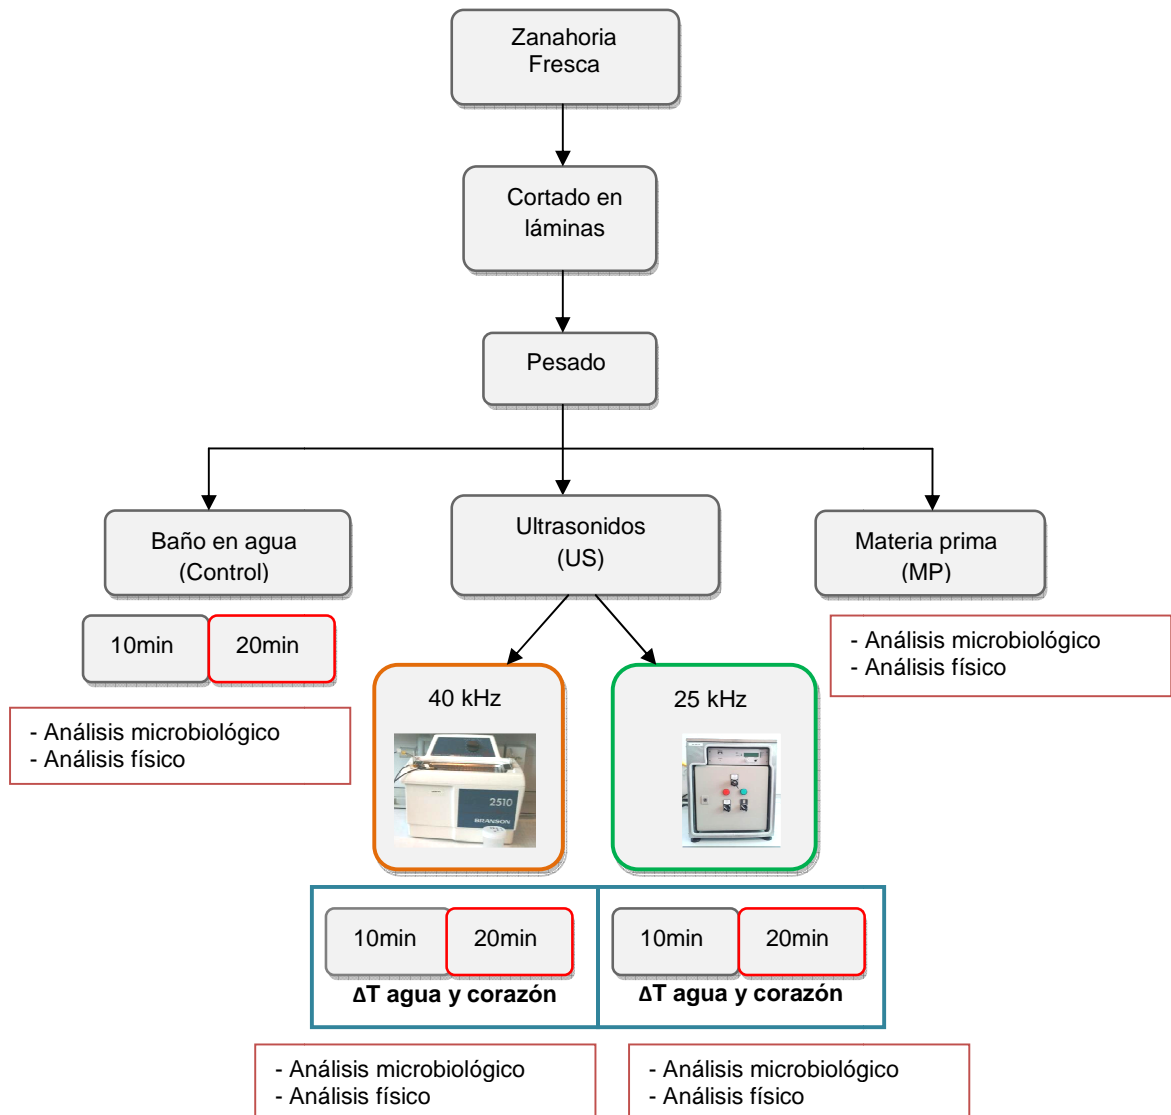 Zanahoria
Fresca
Cortado en
láminas
Pesado
Baño en agua
(Control)
Ultrasonidos
(US)
Materia prima
(MP)
10min
20min
- Análisis microbiológico
- Análisis físico
- Análisis microbiológico
- Análisis físico
40 kHz
25 kHz
2510
BRANSON
10min
20min
10min
20min
ΔT agua y corazón
ΔT agua y corazón
- Análisis microbiológico
- Análisis físico
- Análisis microbiológico
- Análisis físico